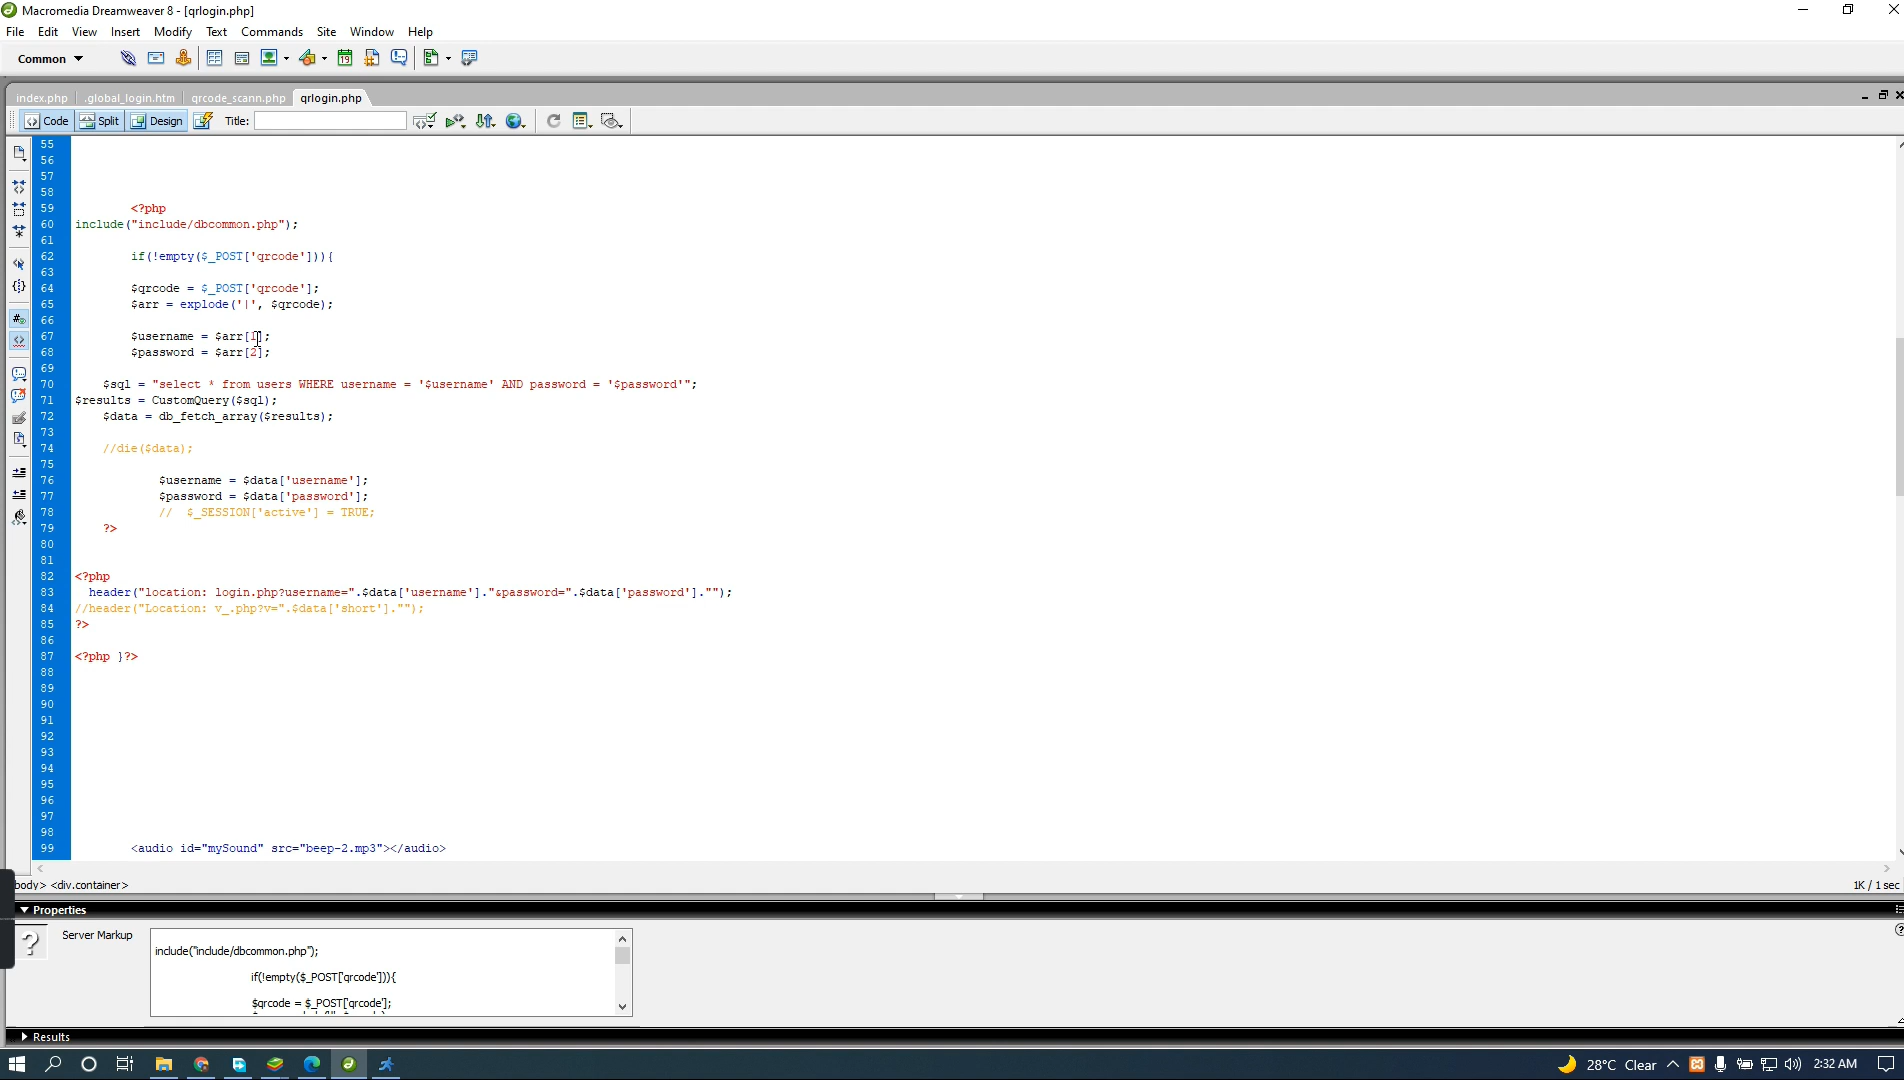 Macromedia Dreamweaver 8 - [qrlogin.php]
File Edit View Insert Modify Text Commands Site Window Help
Common
index.php .global_login.htm qrcode_scann.php qrlogin.php
Code Split Design Title:
55
56
57
58
59 <?php
60 include("include/dbcommon.php");
61
62 if(!empty($_POST['qrcode'])){
63
64 $qrcode = $_POST['qrcode'];
65 $arr = explode('|', $qrcode);
66
67 $username = $arr[1];
68 $password = $arr[2];
69
70 $sql = "select * from users WHERE username = '$username' AND password = '$password'";
71 $results = CustomQuery($sql);
72 $data = db_fetch_array($results);
73
74 //die($data);
75
76 $username = $data['username'];
77 $password = $data['password'];
78 // $_SESSION['active'] = TRUE;
79 ?>
80
81
82 <?php
83 header("location: login.php?username=".$data['username']."&password=".$data['password']."");
84 //header("Location: v_.php?v=".$data['short']."");
85 ?>
86
87 <?php }?>
88
89
90
91
92
93
94
95
96
97
98
99 <audio id="mySound" src="beep-2.mp3"></audio>
body> <div.container> 1K / 1 sec
Properties
Server Markup
include("include/dbcommon.php");
if(!empty($_POST['qrcode'])){
$qrcode = $_POST['qrcode'];
Results
28°C Clear 2:32 AM